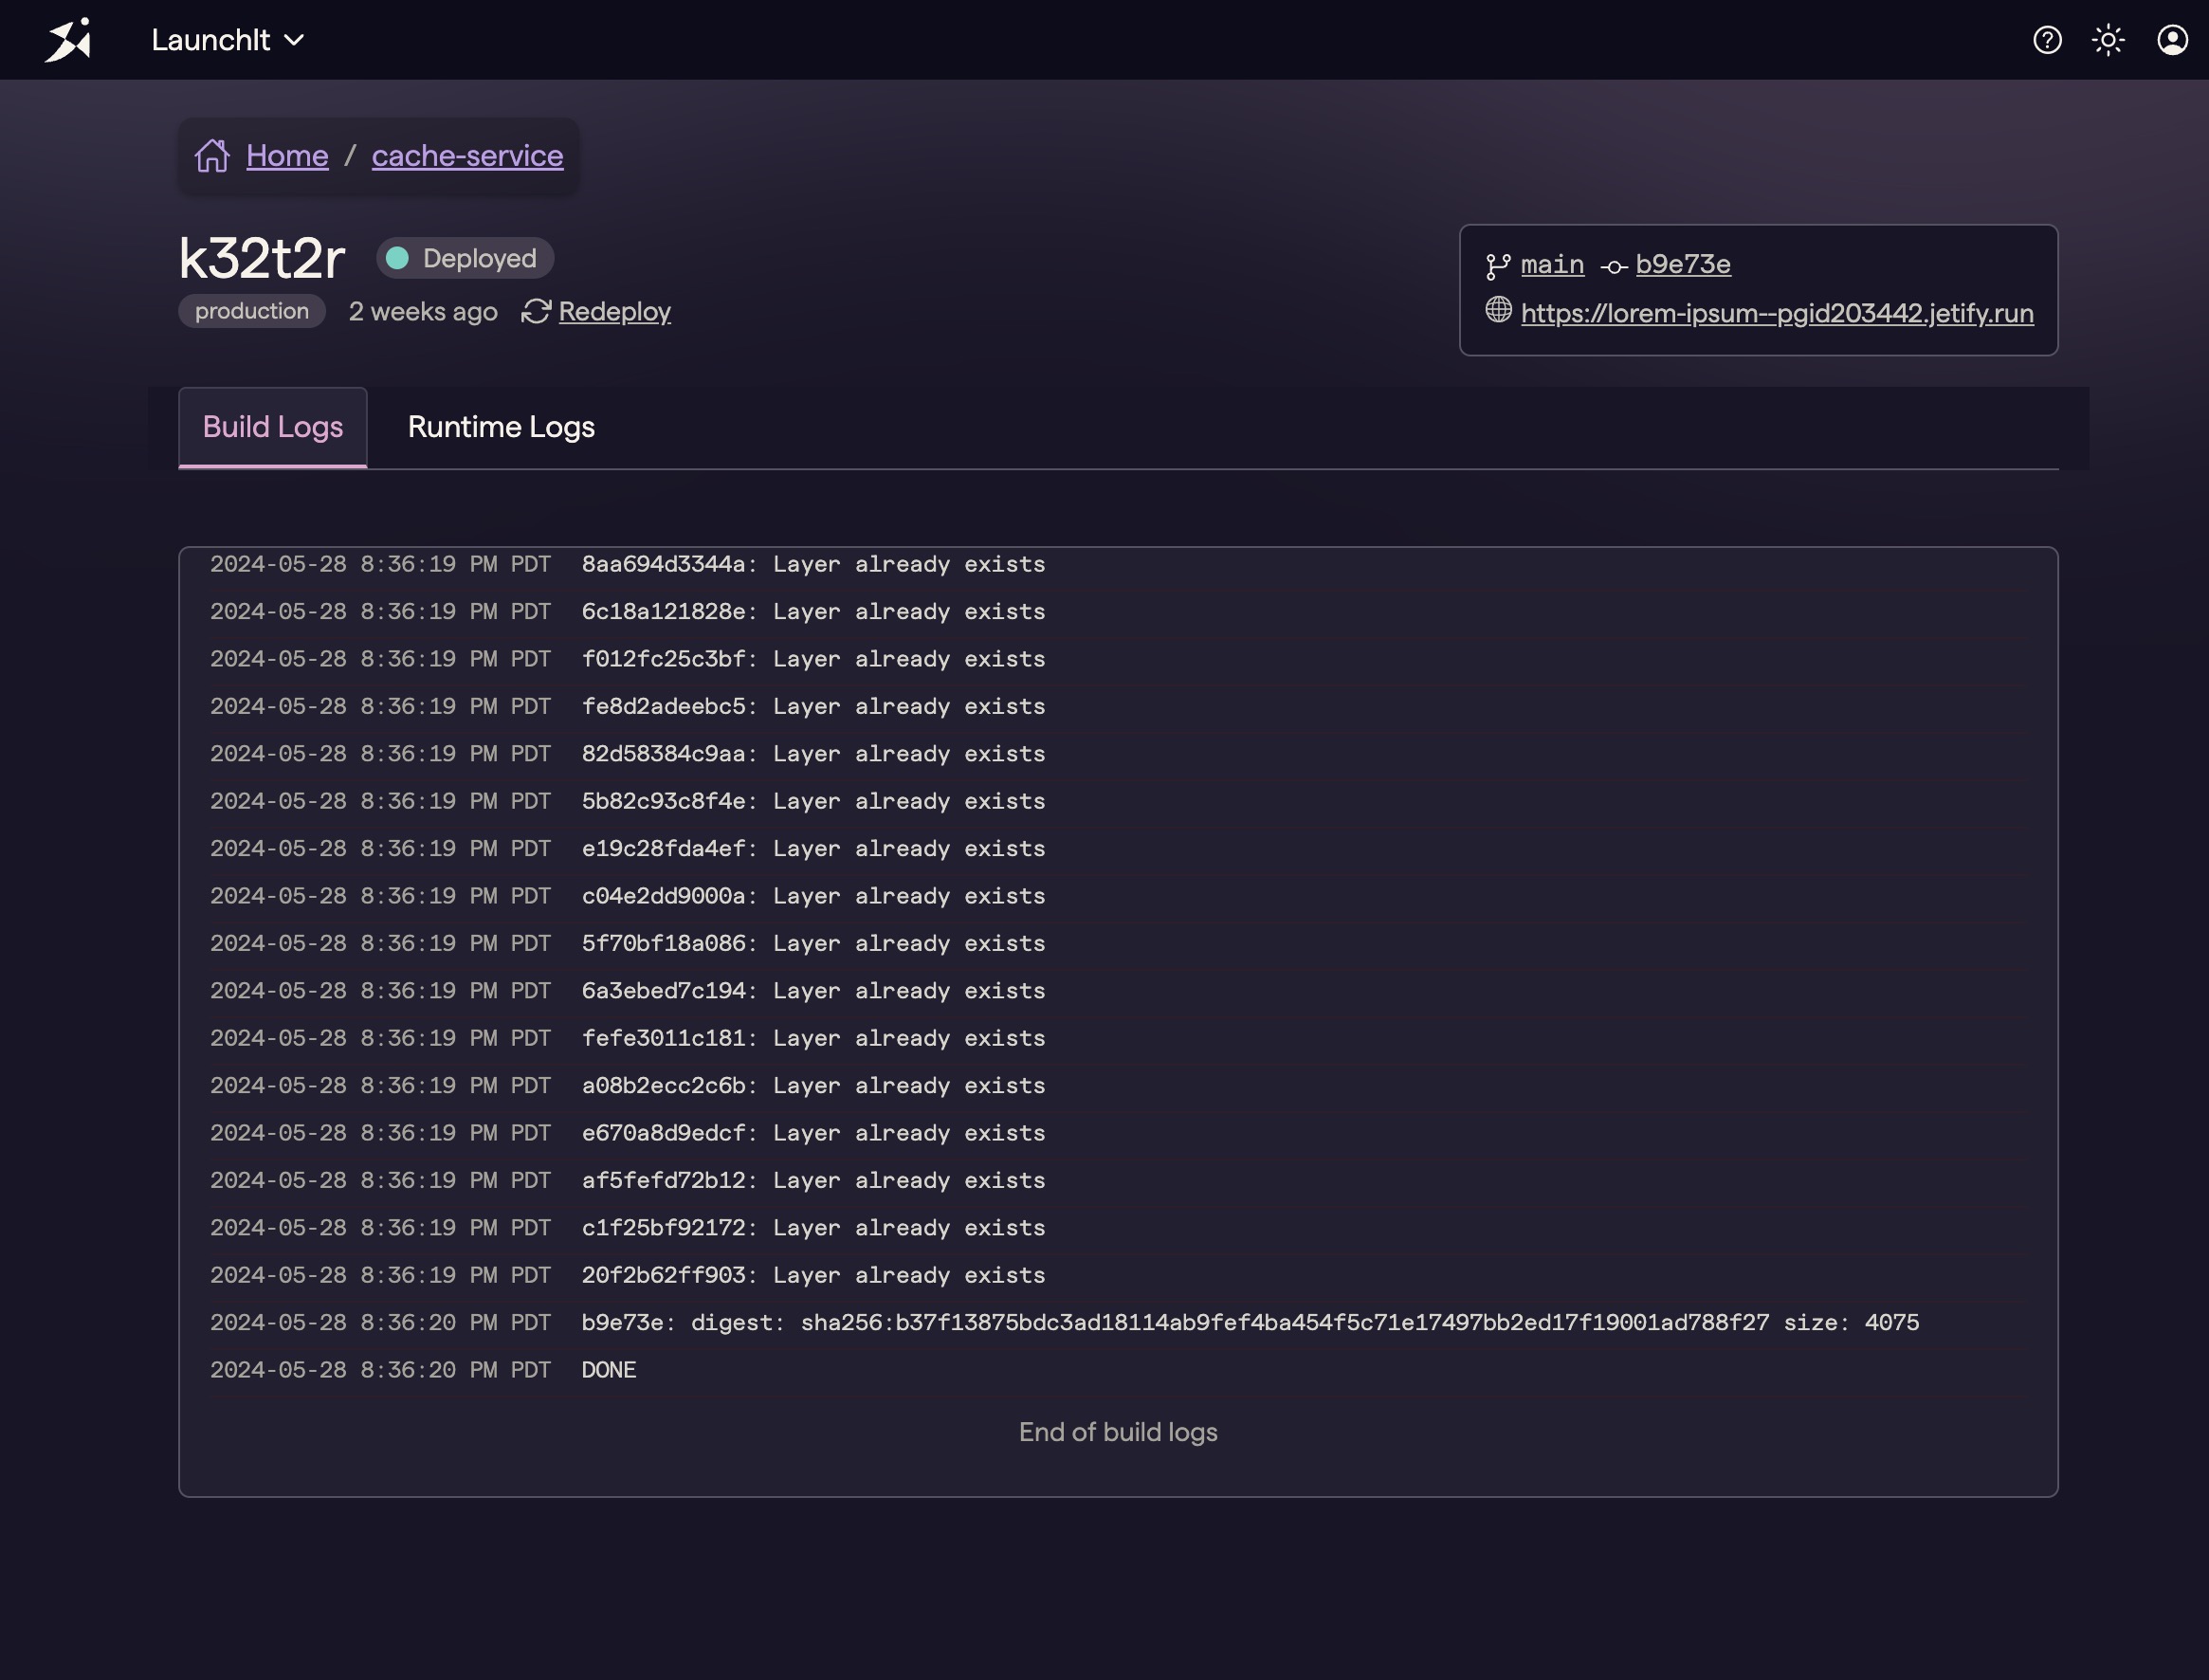 LaunchIt
Home / cache-service
k32t2r Deployed
production 2 weeks ago Redeploy
main b9e73e
https://lorem-ipsum--pgid203442.jetify.run
Build Logs Runtime Logs
2024-05-28 8:36:19 PM PDT 8aa694d3344a: Layer already exists
2024-05-28 8:36:19 PM PDT 6c18a121828e: Layer already exists
2024-05-28 8:36:19 PM PDT f012fc25c3bf: Layer already exists
2024-05-28 8:36:19 PM PDT fe8d2adeebc5: Layer already exists
2024-05-28 8:36:19 PM PDT 82d58384c9aa: Layer already exists
2024-05-28 8:36:19 PM PDT 5b82c93c8f4e: Layer already exists
2024-05-28 8:36:19 PM PDT e19c28fda4ef: Layer already exists
2024-05-28 8:36:19 PM PDT c04e2dd9000a: Layer already exists
2024-05-28 8:36:19 PM PDT 5f70bf18a086: Layer already exists
2024-05-28 8:36:19 PM PDT 6a3ebed7c194: Layer already exists
2024-05-28 8:36:19 PM PDT fefe3011c181: Layer already exists
2024-05-28 8:36:19 PM PDT a08b2ecc2c6b: Layer already exists
2024-05-28 8:36:19 PM PDT e670a8d9edcf: Layer already exists
2024-05-28 8:36:19 PM PDT af5fefd72b12: Layer already exists
2024-05-28 8:36:19 PM PDT c1f25bf92172: Layer already exists
2024-05-28 8:36:19 PM PDT 20f2b62ff903: Layer already exists
2024-05-28 8:36:20 PM PDT b9e73e: digest: sha256:b37f13875bdc3ad18114ab9fef4ba454f5c71e17497bb2ed17f19001ad788f27 size: 4075
2024-05-28 8:36:20 PM PDT DONE
End of build logs